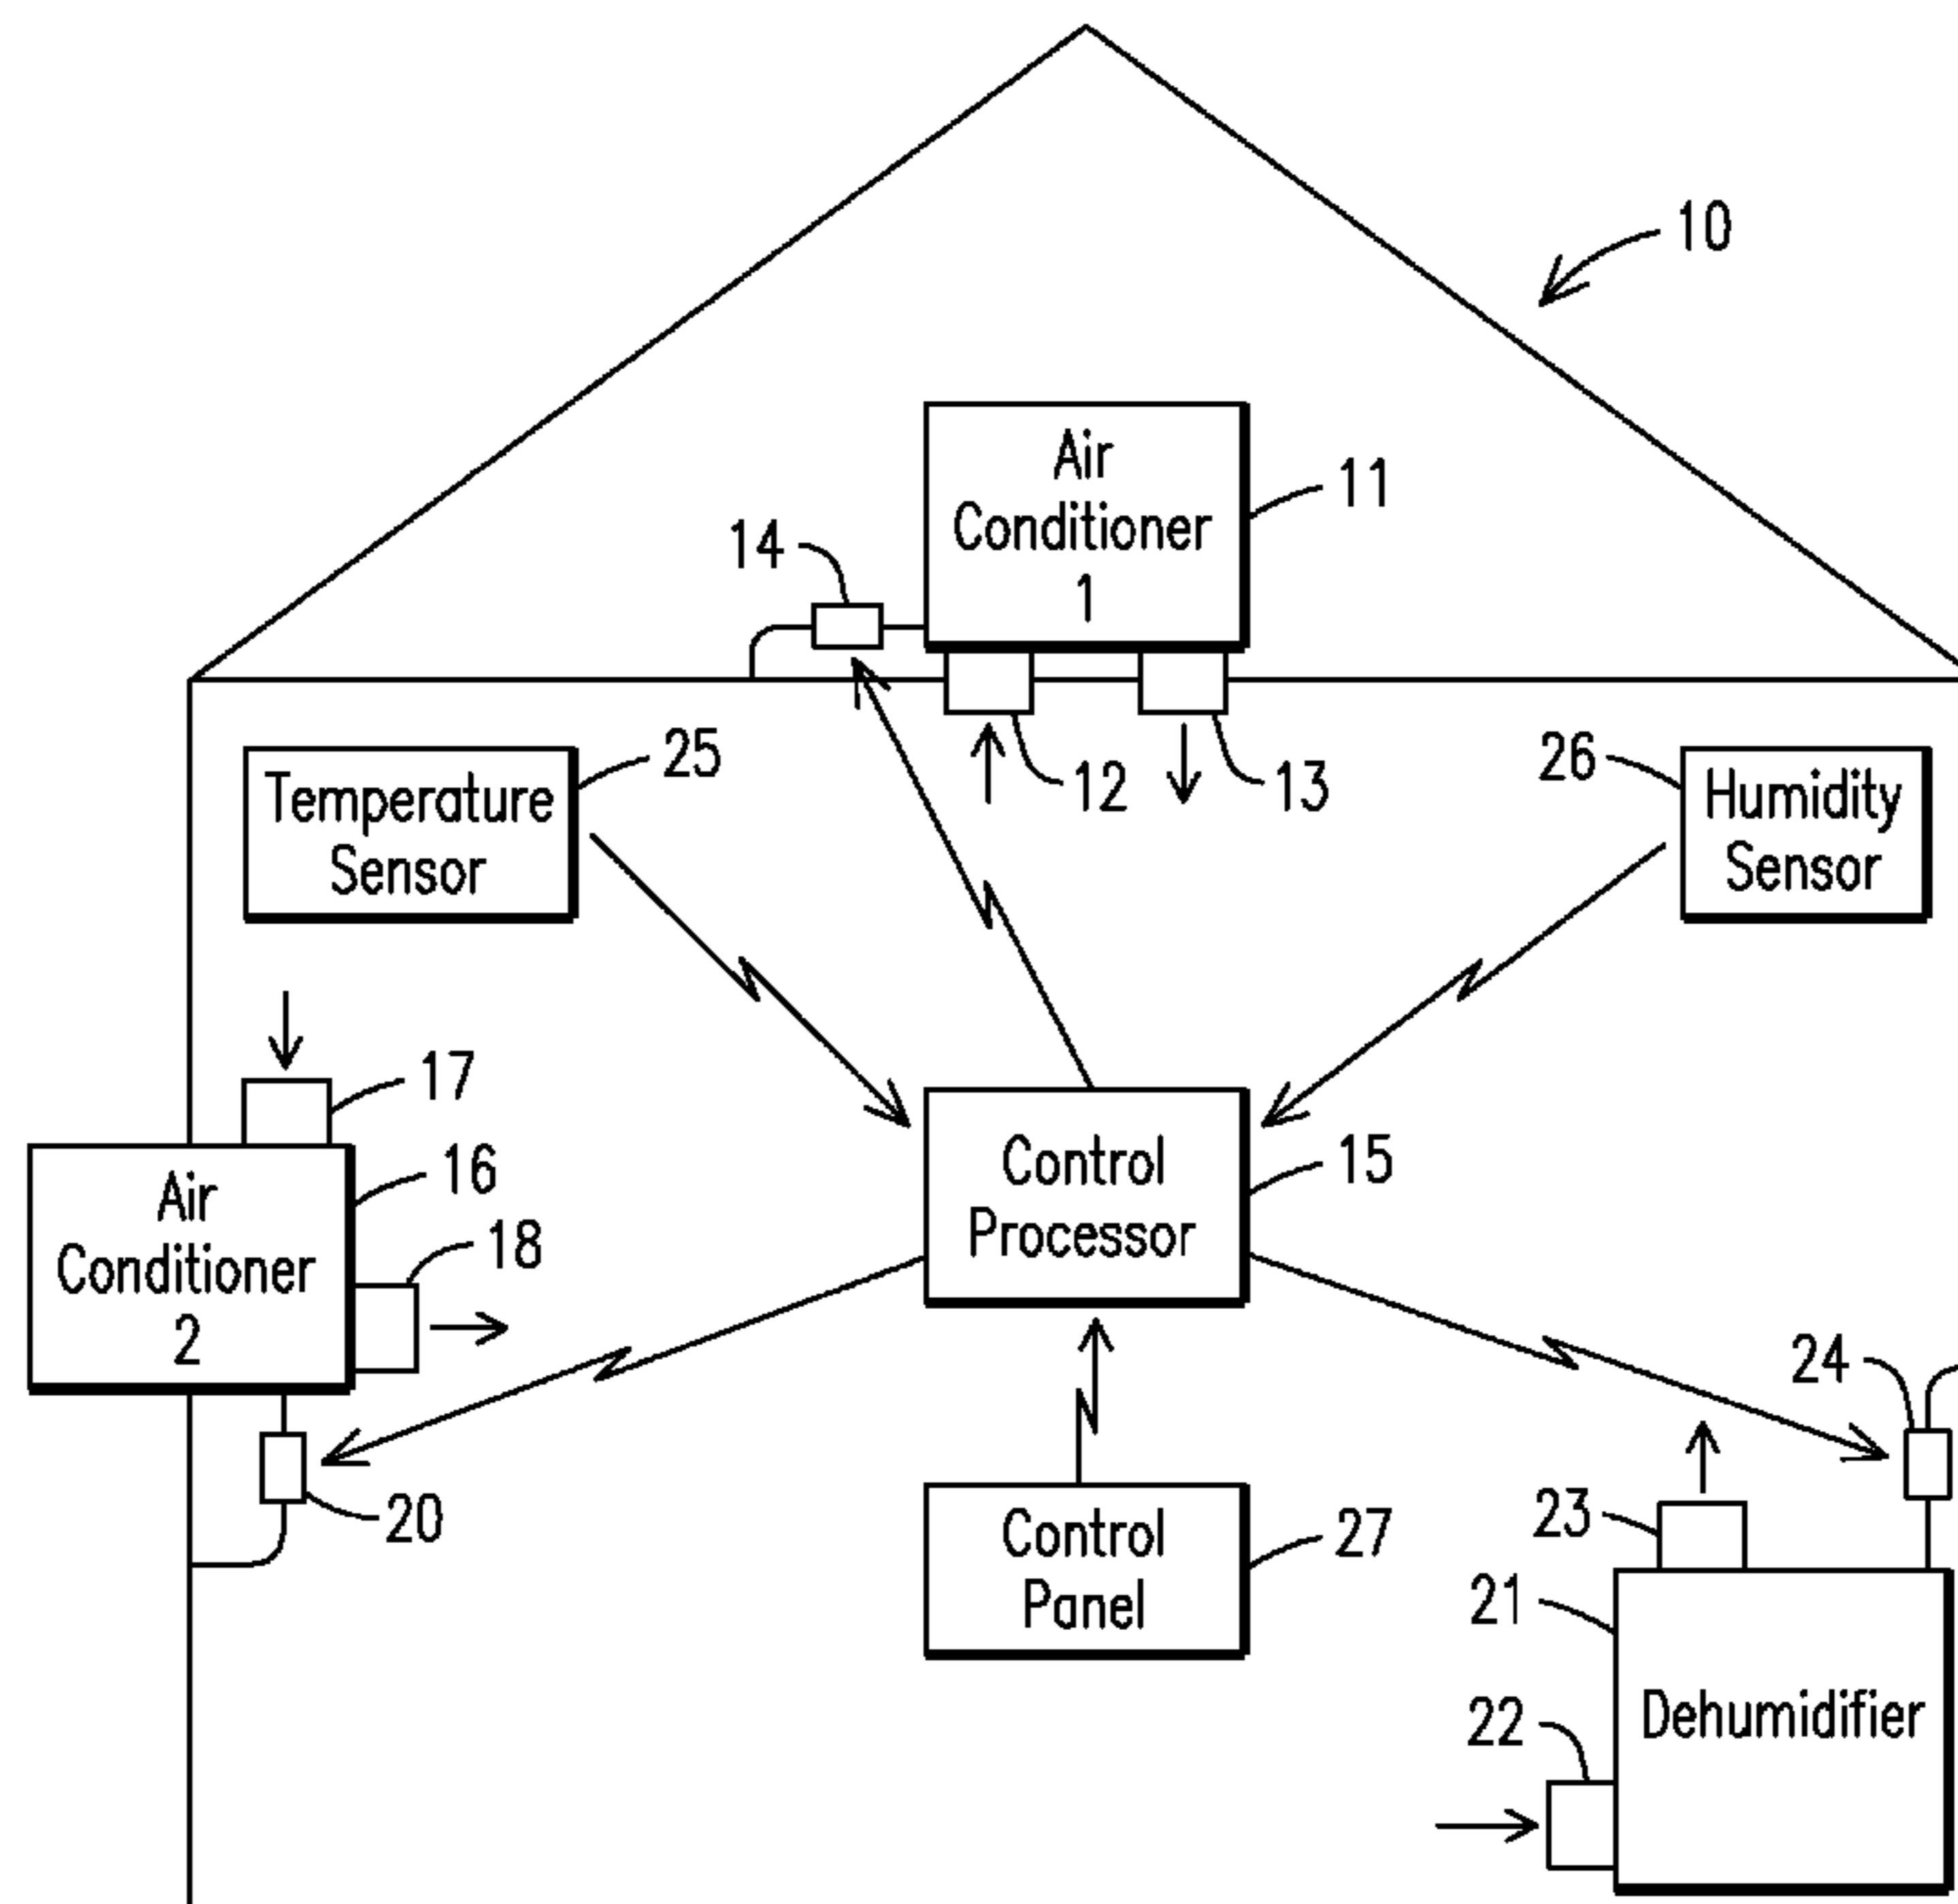 10
Air
Conditioner
1
11
14
12
13
Temperature
Sensor
25
26
Humidity
Sensor
17
Air
Conditioner
2
16
18
20
Control
Processor
15
24
Control
Panel
27
23
21
22
Dehumidifier